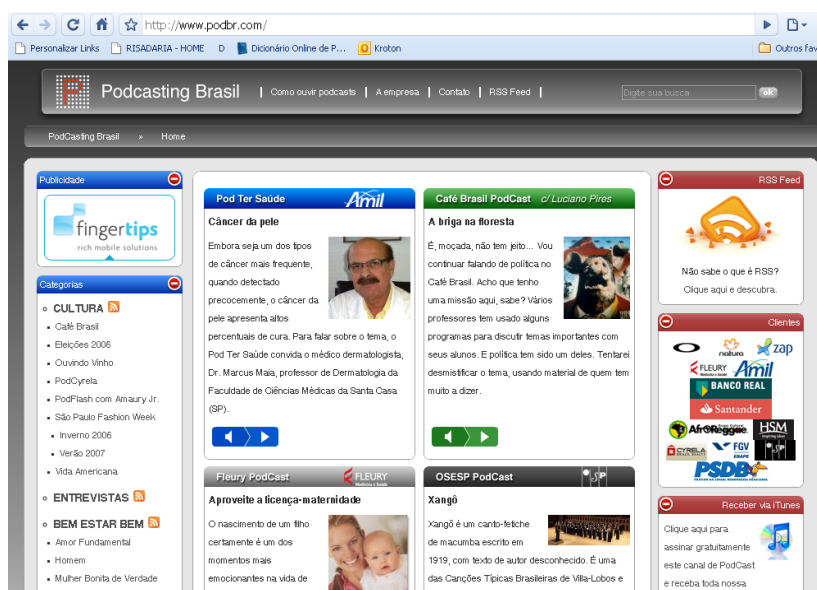 http://www.podbr.com/
Personalizar Links
RISADARIA - HOME
D
Dicionário Online de P...
Kroton
Outros fav
Podcasting Brasil
Como ouvir podcasts | A empresa | Contato | RSS Feed |
Digite sua busca
ok
PodCasting Brasil » Home
Publicidade
fingertips
rich mobile solutions
Categorias
CULTURA
Café Brasil
Eleições 2006
Ouvindo Vinho
PodCyrela
PodFlash com Amaury Jr.
São Paulo Fashion Week
Inverno 2006
Verão 2007
Vida Americana
ENTREVISTAS
BEM ESTAR BEM
Amor Fundamental
Homem
Mulher Bonita de Verdade
Pod Ter Saúde
Amil
Câncer da pele
Embora seja um dos tipos
de câncer mais frequente,
quando detectado
precocemente, o câncer da
pele apresenta altos
percentuais de cura. Para falar sobre o tema, o
Pod Ter Saúde convida o médico dermatologista,
Dr. Marcus Maia, professor de Dermatologia da
Faculdade de Ciências Médicas da Santa Casa
(SP).
Café Brasil PodCast c/ Luciano Pires
A briga na floresta
É, moçada, não tem jeito... Vou
continuar falando de política no
Café Brasil. Acho que tenho
uma missão aqui, sabe? Vários
professores tem usado alguns
programas para discutir temas importantes com
seus alunos. E política tem sido um deles. Tentarei
desmistificar o tema, usando material de quem tem
muito a dizer.
Fleury PodCast
FLEURY
Medicina e Saúde
Aproveite a licença-maternidade
O nascimento de um filho
certamente é um dos
momentos mais
emocionantes na vida de
OSESP PodCast
Xangô
Xangô é um canto-fetiche
de macumba escrito em
1919, com texto de autor desconhecido. É uma
das Canções Típicas Brasileiras de Villa-Lobos e
RSS Feed
Não sabe o que é RSS?
Clique aqui e descubra.
Clientes
natura
zap
FLEURY
Medicina e Saúde
Amil
BANCO REAL
Santander
AfroReggae
HSM
CYRELA
FGV
EBAPE
PSDB
Receber via iTunes
Clique aqui para
assinar gratuitamente
este canal de PodCast
e receba toda nossa